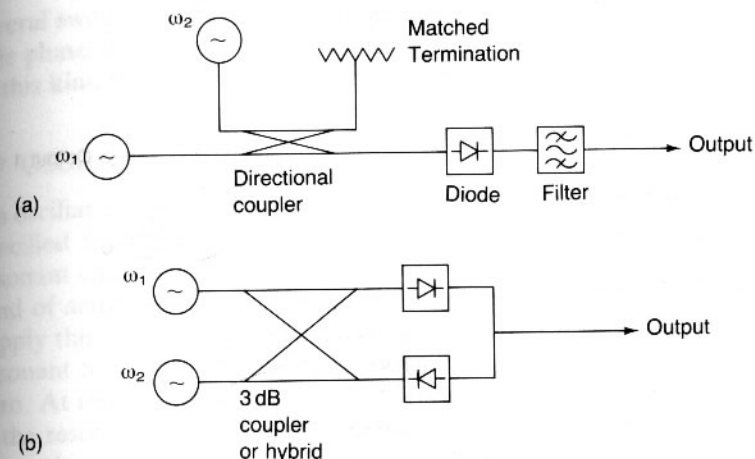 ω2
Matched
Termination
ω1
Output
Directional
coupler
Diode
Filter
(a)
ω1
Output
ω2
3 dB
coupler
or hybrid
(b)